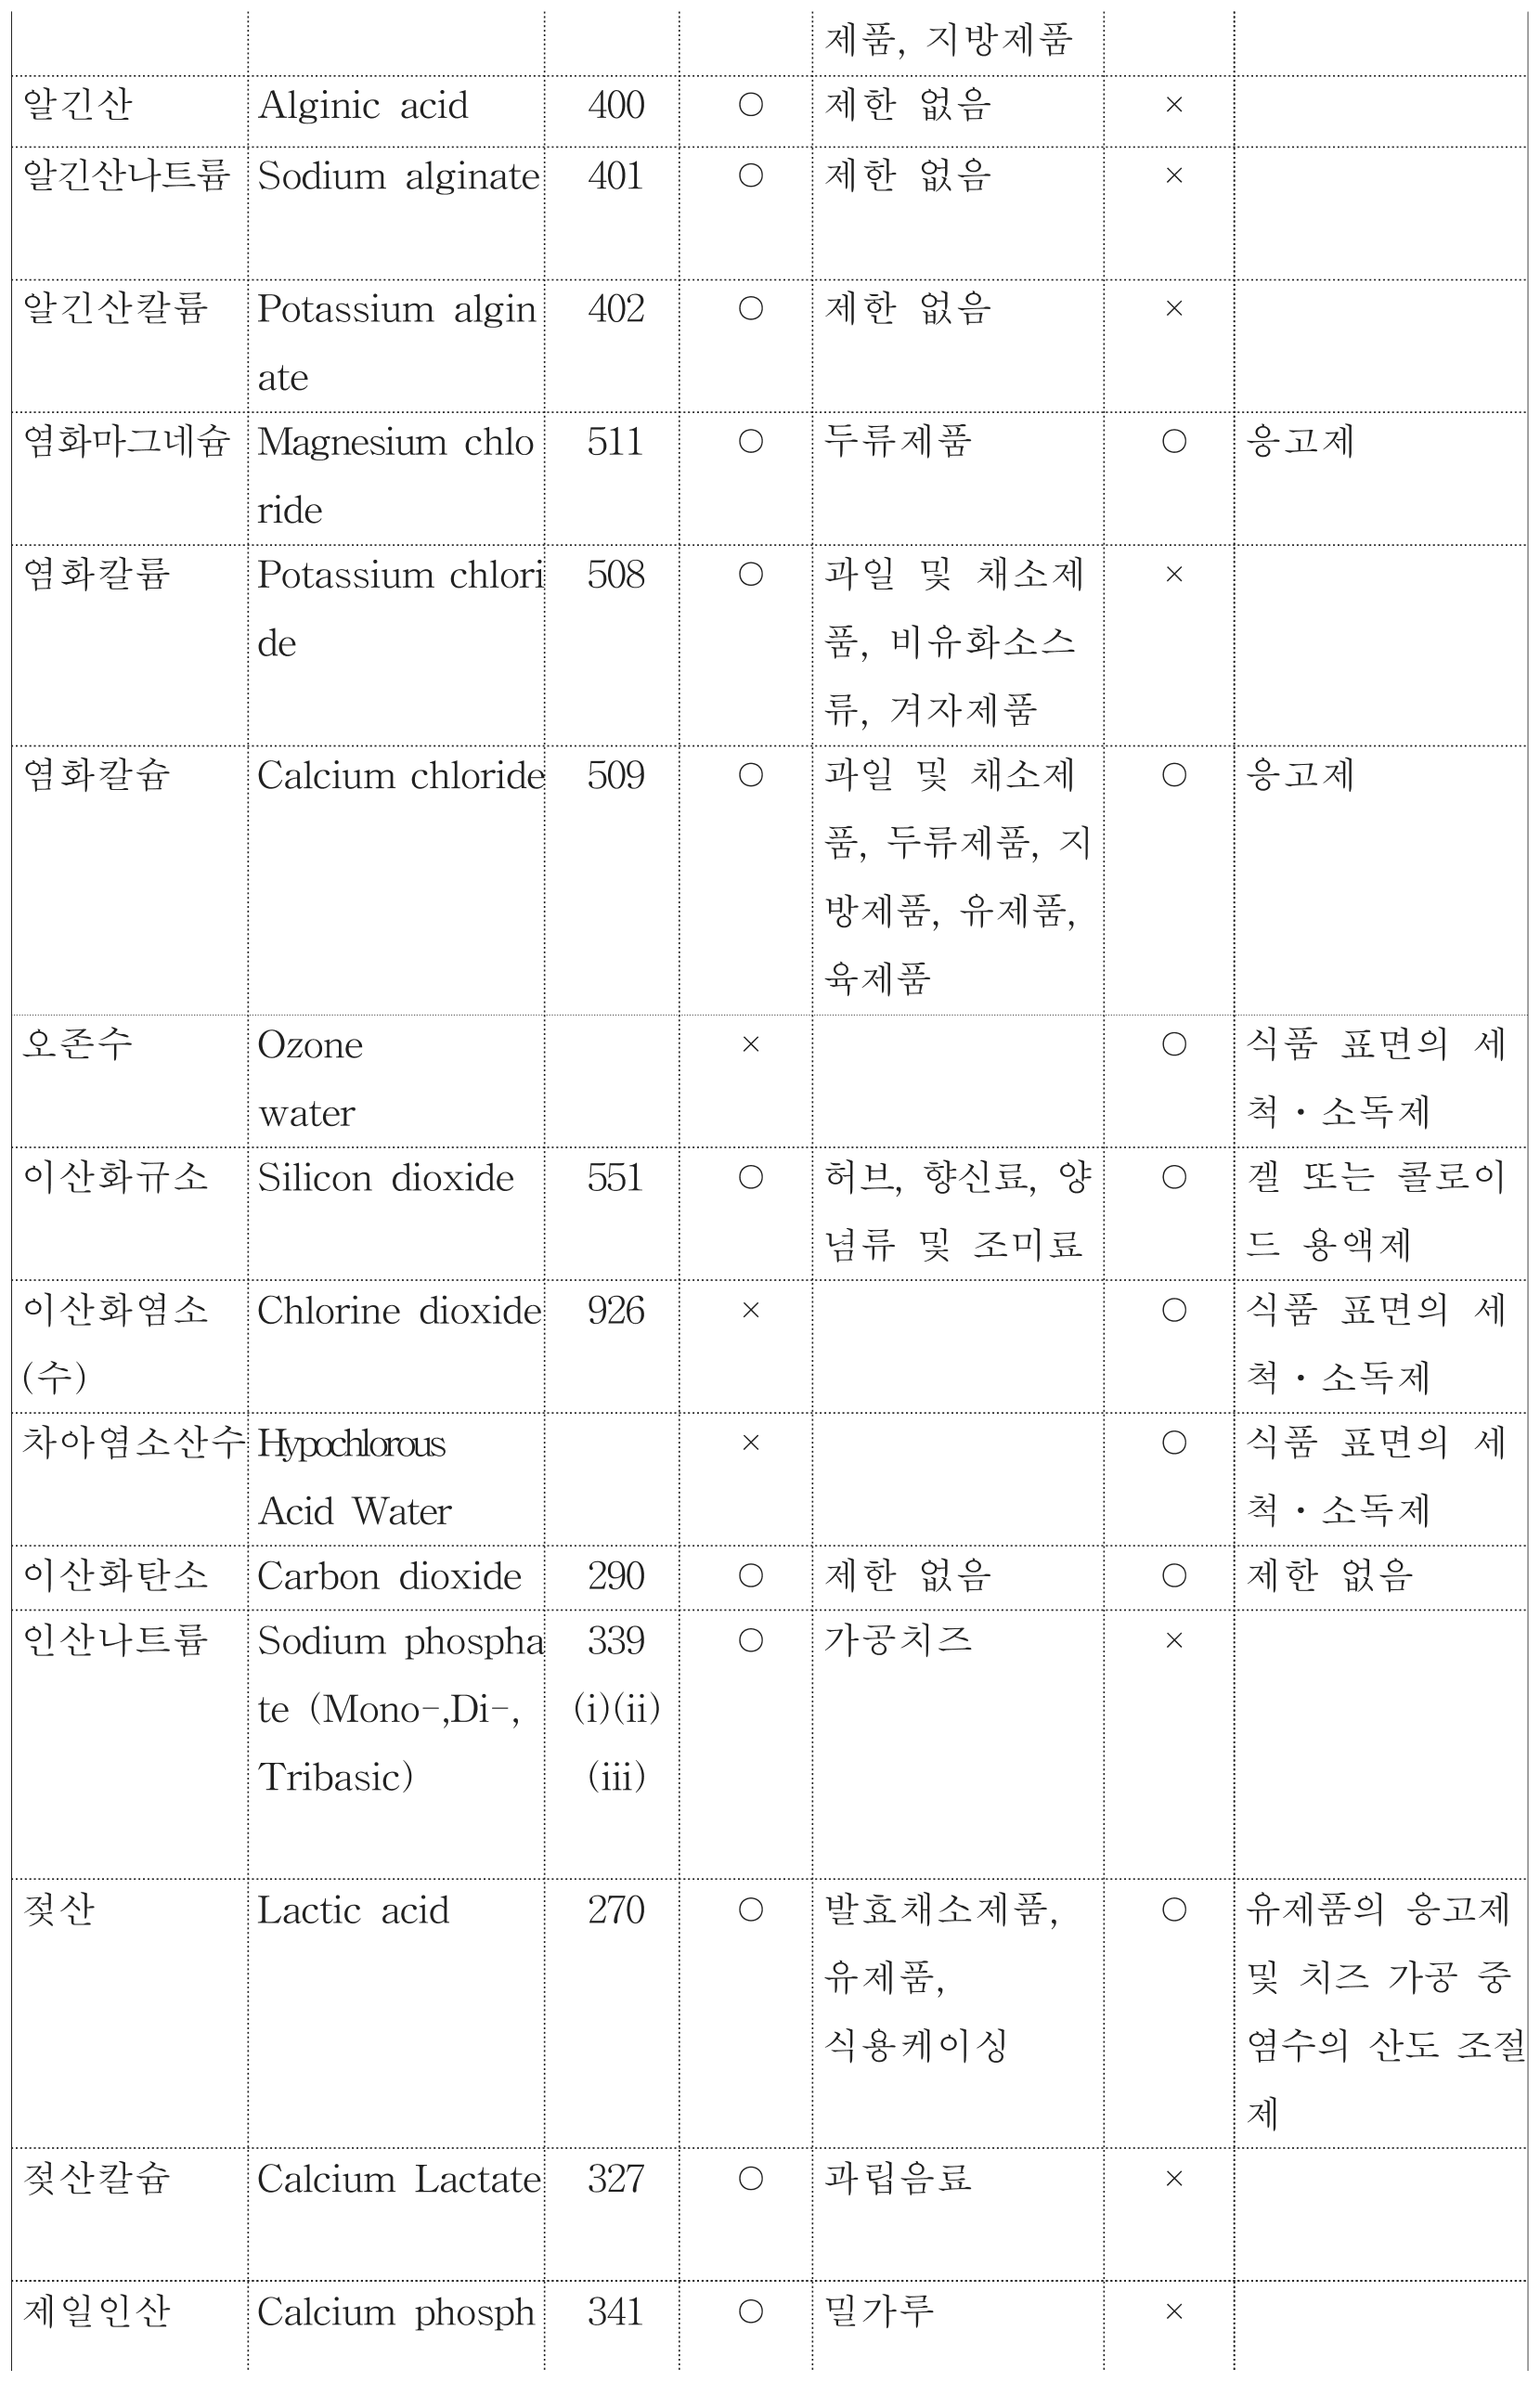 제품, 지방제품
알긴산 Alginic acid 400 ○ 제한 없음 ×
알긴산나트륨 Sodium alginate 401 ○ 제한 없음 ×
알긴산칼륨 Potassium algin 402 ○ 제한 없음 ×
ate
염화마그네슘 Magnesium chlo 511 ○ 두류제품 ○ 응고제
ride
염화칼륨 Potassium chlori 508 ○ 과일 및 채소제 ×
de 품, 비유화소스
류, 겨자제품
염화칼슘 Calcium chloride 509 ○ 과일 및 채소제 ○ 응고제
품, 두류제품, 지
방제품, 유제품,
육제품
오존수 Ozone × ○ 식품 표면의 세
water 척·소독제
이산화규소 Silicon dioxide 551 ○ 허브, 향신료, 양 ○ 겔 또는 콜로이
념류 및 조미료 드 용액제
이산화염소 Chlorine dioxide 926 × ○ 식품 표면의 세
(수) 척·소독제
차아염소산수 Hypochlorous × ○ 식품 표면의 세
Acid Water 척·소독제
이산화탄소 Carbon dioxide 290 ○ 제한 없음 ○ 제한 없음
인산나트륨 Sodium phospha 339 ○ 가공치즈 ×
te (Mono-,Di-, (i)(ii)
Tribasic) (iii)
젖산 Lactic acid 270 ○ 발효채소제품, ○ 유제품의 응고제
유제품, 및 치즈 가공 중
식용케이싱 염수의 산도 조절
제
젖산칼슘 Calcium Lactate 327 ○ 과립음료 ×
제일인산 Calcium phosph 341 ○ 밀가루 ×